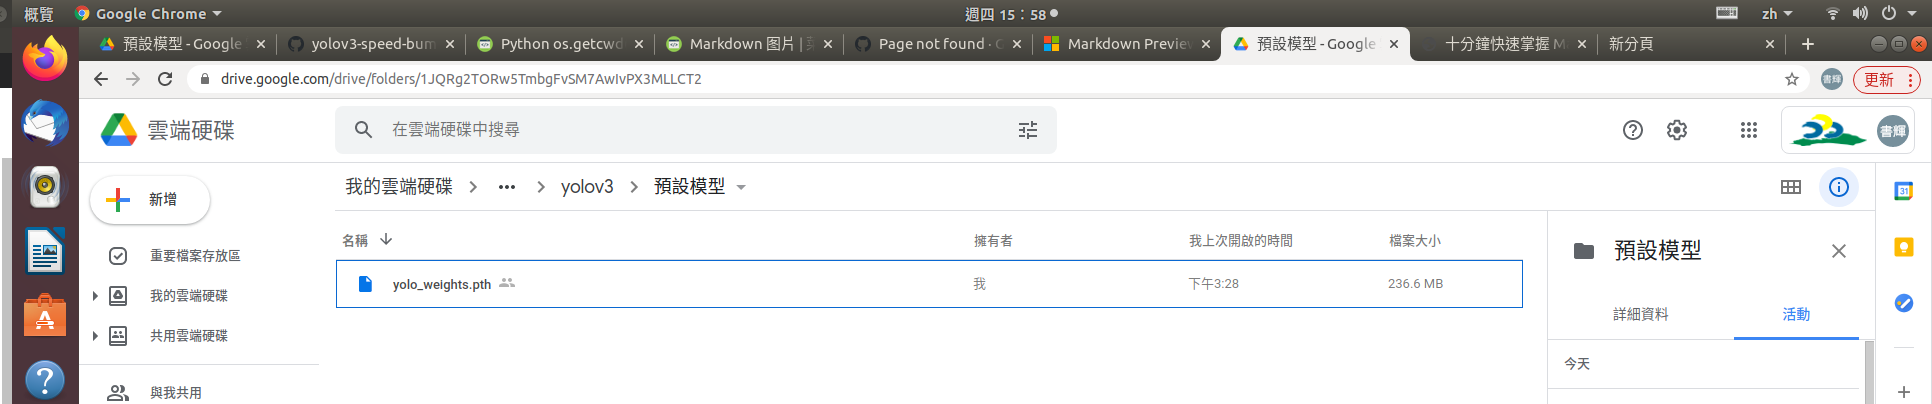 概覽 Google Chrome 週四 15：58 zh
預設模型 - Google yolov3-speed-bum Python os.getcwd Markdown 图片 Page not found · Markdown Preview 預設模型 - Google 十分鐘快速掌握 新分頁
drive.google.com/drive/folders/1JQRg2TORw5TmbgFvSM7AwIvPX3MLLCT2 書輝 更新
雲端硬碟 在雲端硬碟中搜尋 書輝
新增 我的雲端硬碟 yolov3 預設模型 31
名稱 擁有者 我上次開啟的時間 檔案大小
預設模型
重要檔案存放區
yolo_weights.pth 我 下午3:28 236.6 MB
我的雲端硬碟
詳細資料 活動
共用雲端硬碟
今天
與我共用